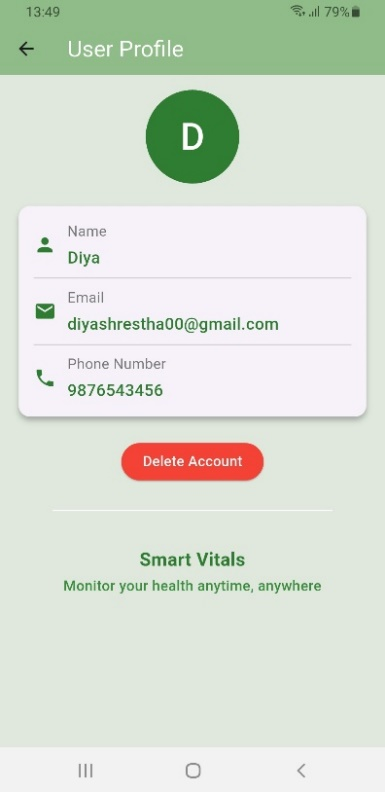 13:49 79%
User Profile
D
Name
Diya
Email
diyashrestha00@gmail.com
Phone Number
9876543456
Delete Account
Smart Vitals
Monitor your health anytime, anywhere